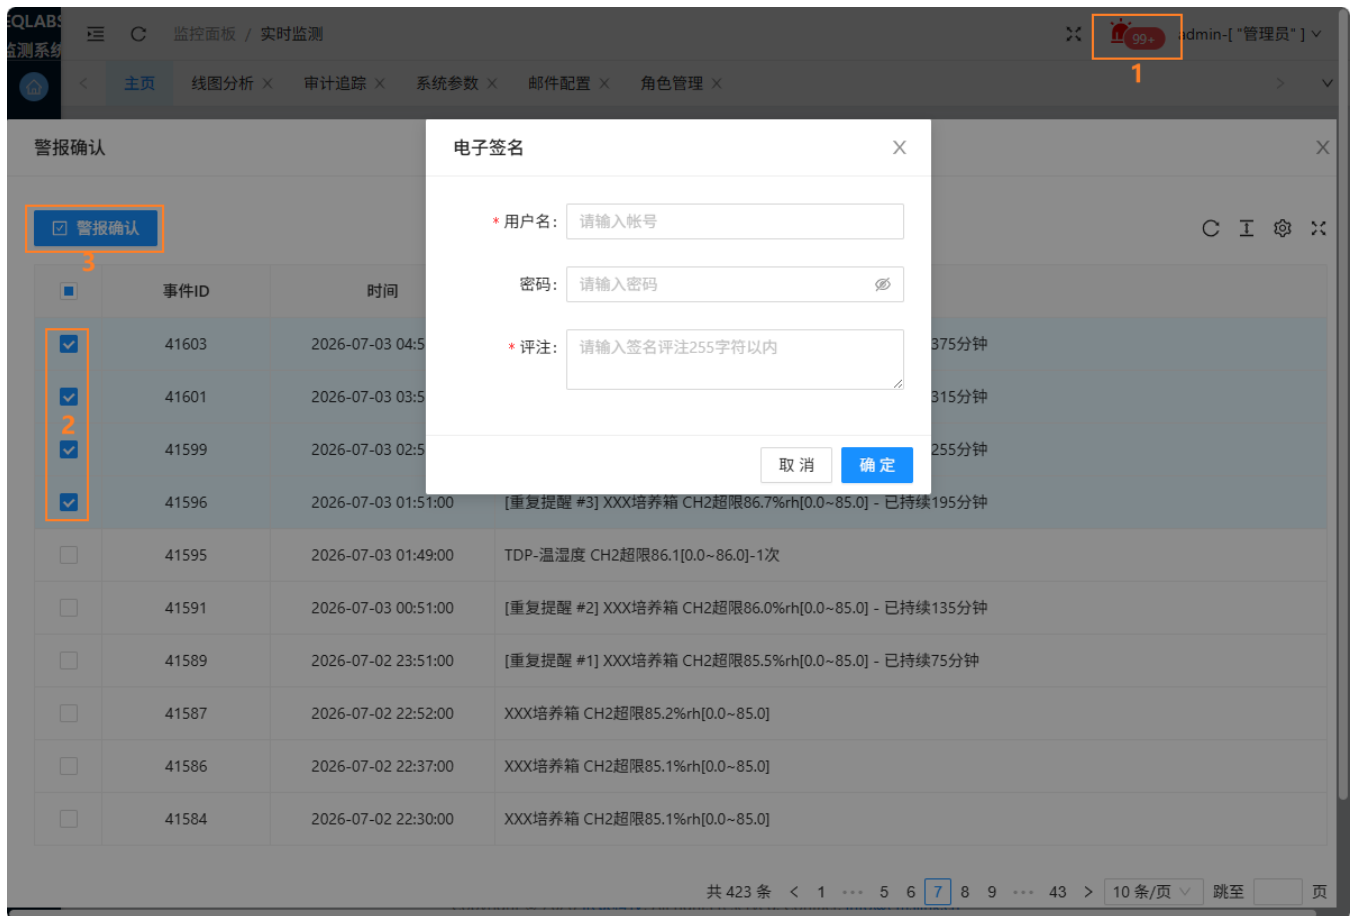 EQLABS
监测系统
监控面板 / 实时监测
99+
admin-[ "管理员" ]
1
主页
线图分析
审计追踪
系统参数
邮件配置
角色管理
警报确认
电子签名
警报确认
3
* 用户名: 请输入帐号
密码: 请输入密码
* 评注: 请输入签名评注255字符以内
取 消
确 定
事件ID 时间
41603 2026-07-03 04:5 375分钟
41601 2026-07-03 03:5 315分钟
2
41599 2026-07-03 02:5 255分钟
41596 2026-07-03 01:51:00 [重复提醒 #3] XXX培养箱 CH2超限86.7%rh[0.0~85.0] - 已持续195分钟
41595 2026-07-03 01:49:00 TDP-温湿度 CH2超限86.1[0.0~86.0]-1次
41591 2026-07-03 00:51:00 [重复提醒 #2] XXX培养箱 CH2超限86.0%rh[0.0~85.0] - 已持续135分钟
41589 2026-07-02 23:51:00 [重复提醒 #1] XXX培养箱 CH2超限85.5%rh[0.0~85.0] - 已持续75分钟
41587 2026-07-02 22:52:00 XXX培养箱 CH2超限85.2%rh[0.0~85.0]
41586 2026-07-02 22:37:00 XXX培养箱 CH2超限85.1%rh[0.0~85.0]
41584 2026-07-02 22:30:00 XXX培养箱 CH2超限85.1%rh[0.0~85.0]
共 423 条 < 1 ··· 5 6 7 8 9 ··· 43 > 10 条/页 跳至 页